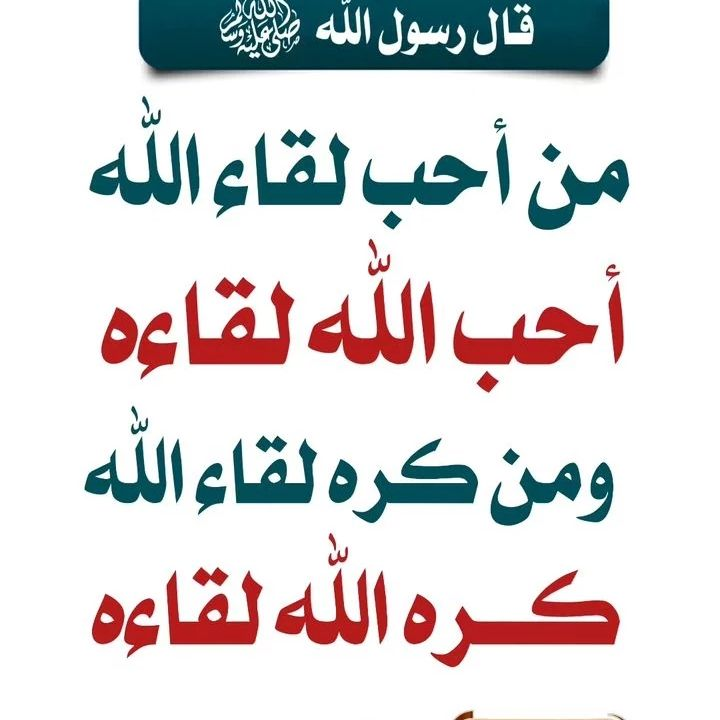 قال رسول الله صلى الله عليه وسلم
من أحب لقاء الله
أحب الله لقاءه
ومن كره لقاء الله
كره الله لقاءه